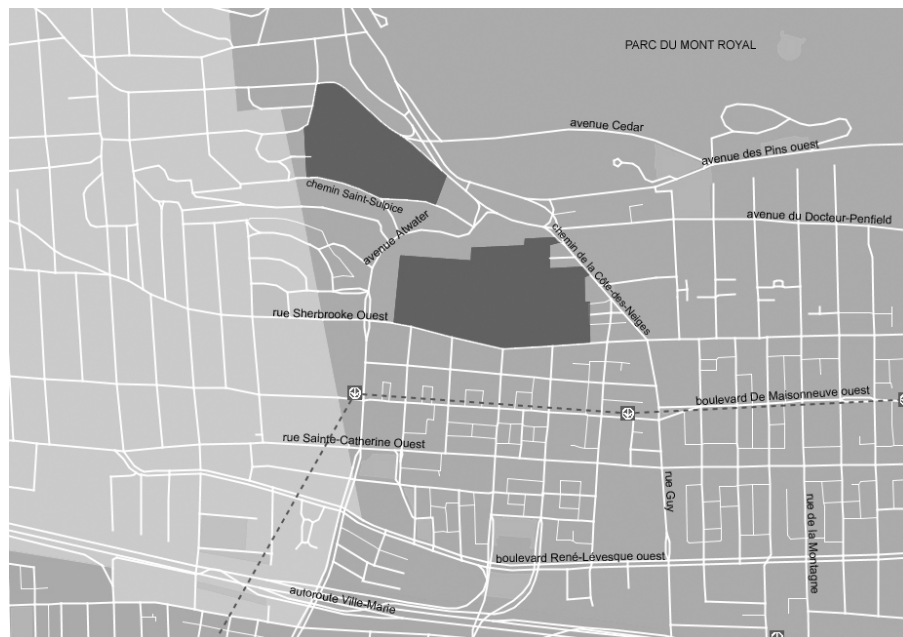 PARC DU MONT ROYAL
avenue Cedar
avenue des Pins ouest
chemin Saint-Sulpice
avenue Atwater
avenue du Docteur-Penfield
chemin de la Côte-des-Neiges
rue Sherbrooke Ouest
boulevard De Maisonneuve ouest
rue Sainte-Catherine Ouest
rue Guy
rue de la Montagne
boulevard René-Lévesque ouest
autoroute Ville-Marie